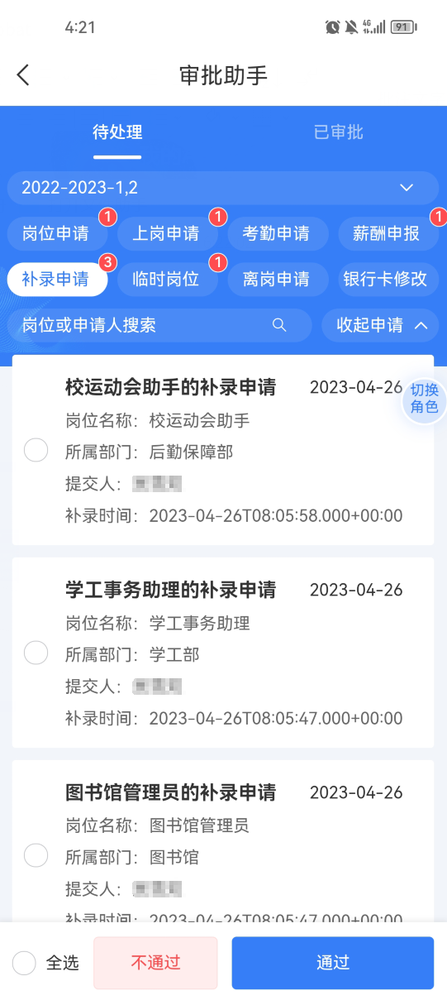 4:21
4G
91
审批助手
待处理 已审批
2022-2023-1,2
1 1 1
岗位申请 上岗申请 考勤申请 薪酬申报
3 1
补录申请 临时岗位 离岗申请 银行卡修改
岗位或申请人搜索 收起申请
校运动会助手的补录申请 2023-04-26
切换
角色
岗位名称: 校运动会助手
所属部门: 后勤保障部
提交人:
补录时间: 2023-04-26T08:05:58.000+00:00
学工事务助理的补录申请 2023-04-26
岗位名称: 学工事务助理
所属部门: 学工部
提交人:
补录时间: 2023-04-26T08:05:47.000+00:00
图书馆管理员的补录申请 2023-04-26
岗位名称: 图书馆管理员
所属部门: 图书馆
提交人:
补录时间: 2023-04-26T08:05:47.000+00:00
全选 不通过 通过